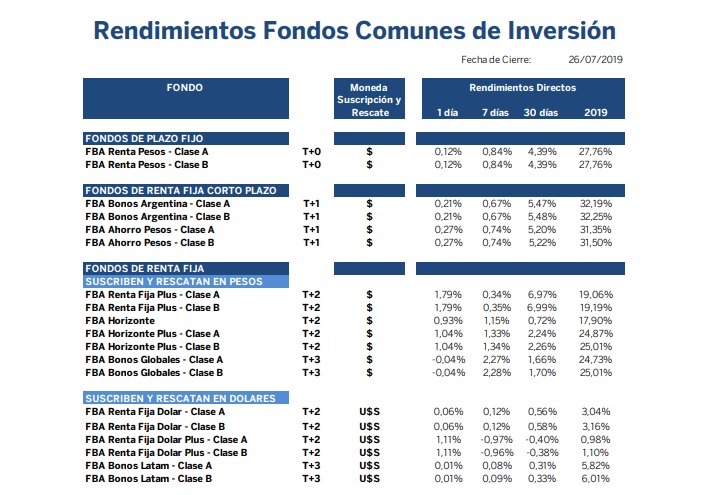 Rendimientos Fondos Comunes de Inversión
Fecha de Cierre: 26/07/2019
FONDO Moneda Suscripción y Rescate Rendimientos Directos
1 día 7 días 30 días 2019
FONDOS DE PLAZO FIJO
FBA Renta Pesos - Clase A T+0 $ 0,12% 0,84% 4,39% 27,76%
FBA Renta Pesos - Clase B T+0 $ 0,12% 0,84% 4,39% 27,76%
FONDOS DE RENTA FIJA CORTO PLAZO
FBA Bonos Argentina - Clase A T+1 $ 0,21% 0,67% 5,47% 32,19%
FBA Bonos Argentina - Clase B T+1 $ 0,21% 0,67% 5,48% 32,25%
FBA Ahorro Pesos - Clase A T+1 $ 0,27% 0,74% 5,20% 31,35%
FBA Ahorro Pesos - Clase B T+1 $ 0,27% 0,74% 5,22% 31,50%
FONDOS DE RENTA FIJA
SUSCRIBEN Y RESCATAN EN PESOS
FBA Renta Fija Plus - Clase A T+2 $ 1,79% 0,34% 6,97% 19,06%
FBA Renta Fija Plus - Clase B T+2 $ 1,79% 0,35% 6,99% 19,19%
FBA Horizonte T+2 $ 0,93% 1,15% 0,72% 17,90%
FBA Horizonte Plus - Clase A T+2 $ 1,04% 1,33% 2,24% 24,87%
FBA Horizonte Plus - Clase B T+2 $ 1,04% 1,34% 2,26% 25,01%
FBA Bonos Globales - Clase A T+3 $ -0,04% 2,27% 1,66% 24,73%
FBA Bonos Globales - Clase B T+3 $ -0,04% 2,28% 1,70% 25,01%
SUSCRIBEN Y RESCATAN EN DOLARES
FBA Renta Fija Dolar - Clase A T+2 U$S 0,06% 0,12% 0,56% 3,04%
FBA Renta Fija Dolar - Clase B T+2 U$S 0,06% 0,12% 0,58% 3,16%
FBA Renta Fija Dolar Plus - Clase A T+2 U$S 1,11% -0,97% -0,40% 0,98%
FBA Renta Fija Dolar Plus - Clase B T+2 U$S 1,11% -0,96% -0,38% 1,10%
FBA Bonos Latam - Clase A T+3 U$S 0,01% 0,08% 0,31% 5,82%
FBA Bonos Latam - Clase B T+3 U$S 0,01% 0,09% 0,33% 6,01%